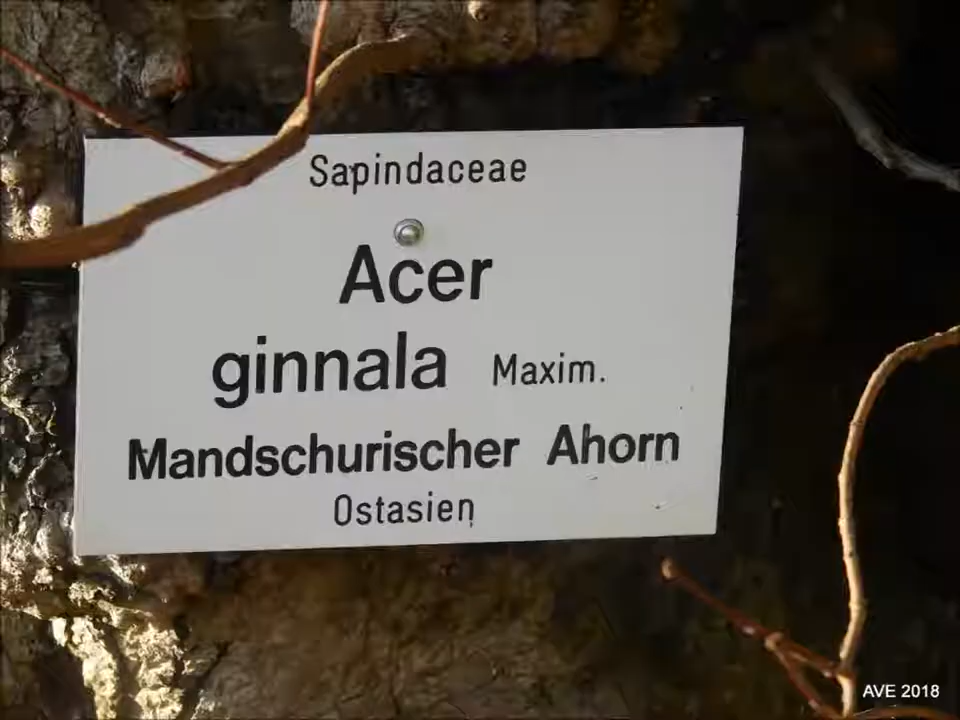 Sapindaceae
Acer
ginnala Maxim.
Mandschurischer Ahorn
Ostasien
AVE 2018